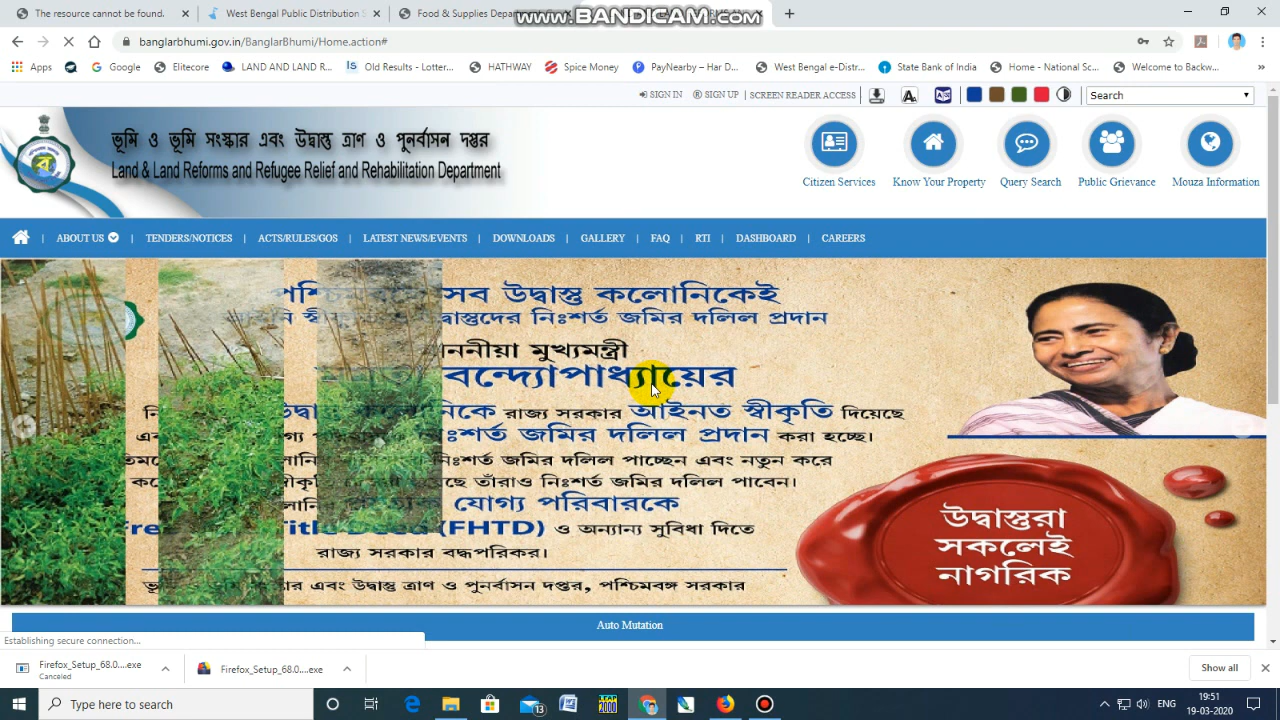 The resource cannot be found.
West Bengal Public Distribution S
Food & Supplies Depa
www.BANDICAM.com
banglarbhumi.gov.in/BanglarBhumi/Home.action#
Apps
Google
Elitecore
LAND AND LAND R...
Old Results - Lotter...
HATHWAY
Spice Money
PayNearby – Har D...
West Bengal e-Distr...
State Bank of India
Home - National Sc...
Welcome to Backw...
»
SIGN IN
SIGN UP | SCREEN READER ACCESS
Search
ভূমি ও ভূমি সংস্কার এবং উদ্বাস্তু ত্রাণ ও পুনর্বাসন দপ্তর
Land & Land Reforms and Refugee Relief and Rehabilitation Department
Citizen Services
Know Your Property
Query Search
Public Grievance
Mouza Information
ABOUT US
TENDERS/NOTICES
ACTS/RULES/GOS
LATEST NEWS/EVENTS
DOWNLOADS
GALLERY
FAQ
RTI
DASHBOARD
CAREERS
সব উদ্বাস্তু কলোনিকেই
নিঃশর্ত জমির দলিল প্রদান
মুখ্যমন্ত্রী
বন্দ্যোপাধ্যায়ের
রাজ্য সরকার আইনত স্বীকৃতি দিয়েছে
জমির দলিল প্রদান করা হচ্ছে।
নিঃশর্ত দলিল পাচ্ছেন এবং নতুন করে
তাঁরাও নিঃশর্ত জমির দলিল পাবেন।
যোগ্য পরিবারকে
(FHTD) ও অন্যান্য সুবিধা দিতে
রাজ্য সরকার বদ্ধপরিকর।
এবং উদ্বাস্তু ত্রাণ ও পুনর্বাসন দপ্তর, পশ্চিমবঙ্গ সরকার
উদ্বাস্তুরা
সকলেই
নাগরিক
Auto Mutation
Establishing secure connection...
Firefox_Setup_68.0....exe
Canceled
Firefox_Setup_68.0....exe
Show all
Type here to search
13
ENG
19:51
19-03-2020